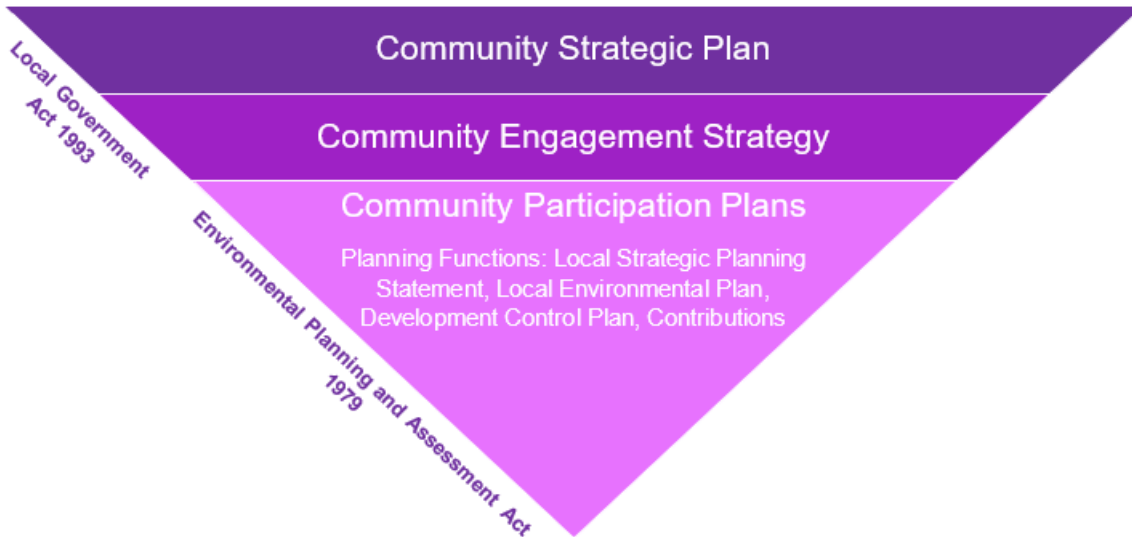 Community Strategic Plan
Local Government
Act 1993
Community Engagement Strategy
Community Participation Plans
Planning Functions: Local Strategic Planning
Statement, Local Environmental Plan,
Development Control Plan, Contributions
Environmental Planning and Assessment Act
1979